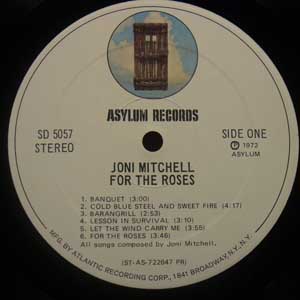 ASYLUM RECORDS
SD 5057
STEREO
SIDE ONE
Ⓟ 1972
ASYLUM
JONI MITCHELL
FOR THE ROSES
1. BANQUET (3:00)
2. COLD BLUE STEEL AND SWEET FIRE (4:17)
3. BARANGRILL (2:53)
4. LESSON IN SURVIVAL (3:10)
5. LET THE WIND CARRY ME (3:56)
6. FOR THE ROSES (3:46)
All songs composed by Joni Mitchell.
(ST-AS-722647 PR)
MFG. BY ATLANTIC RECORDING CORP., 1841 BROADWAY, N.Y., N.Y.